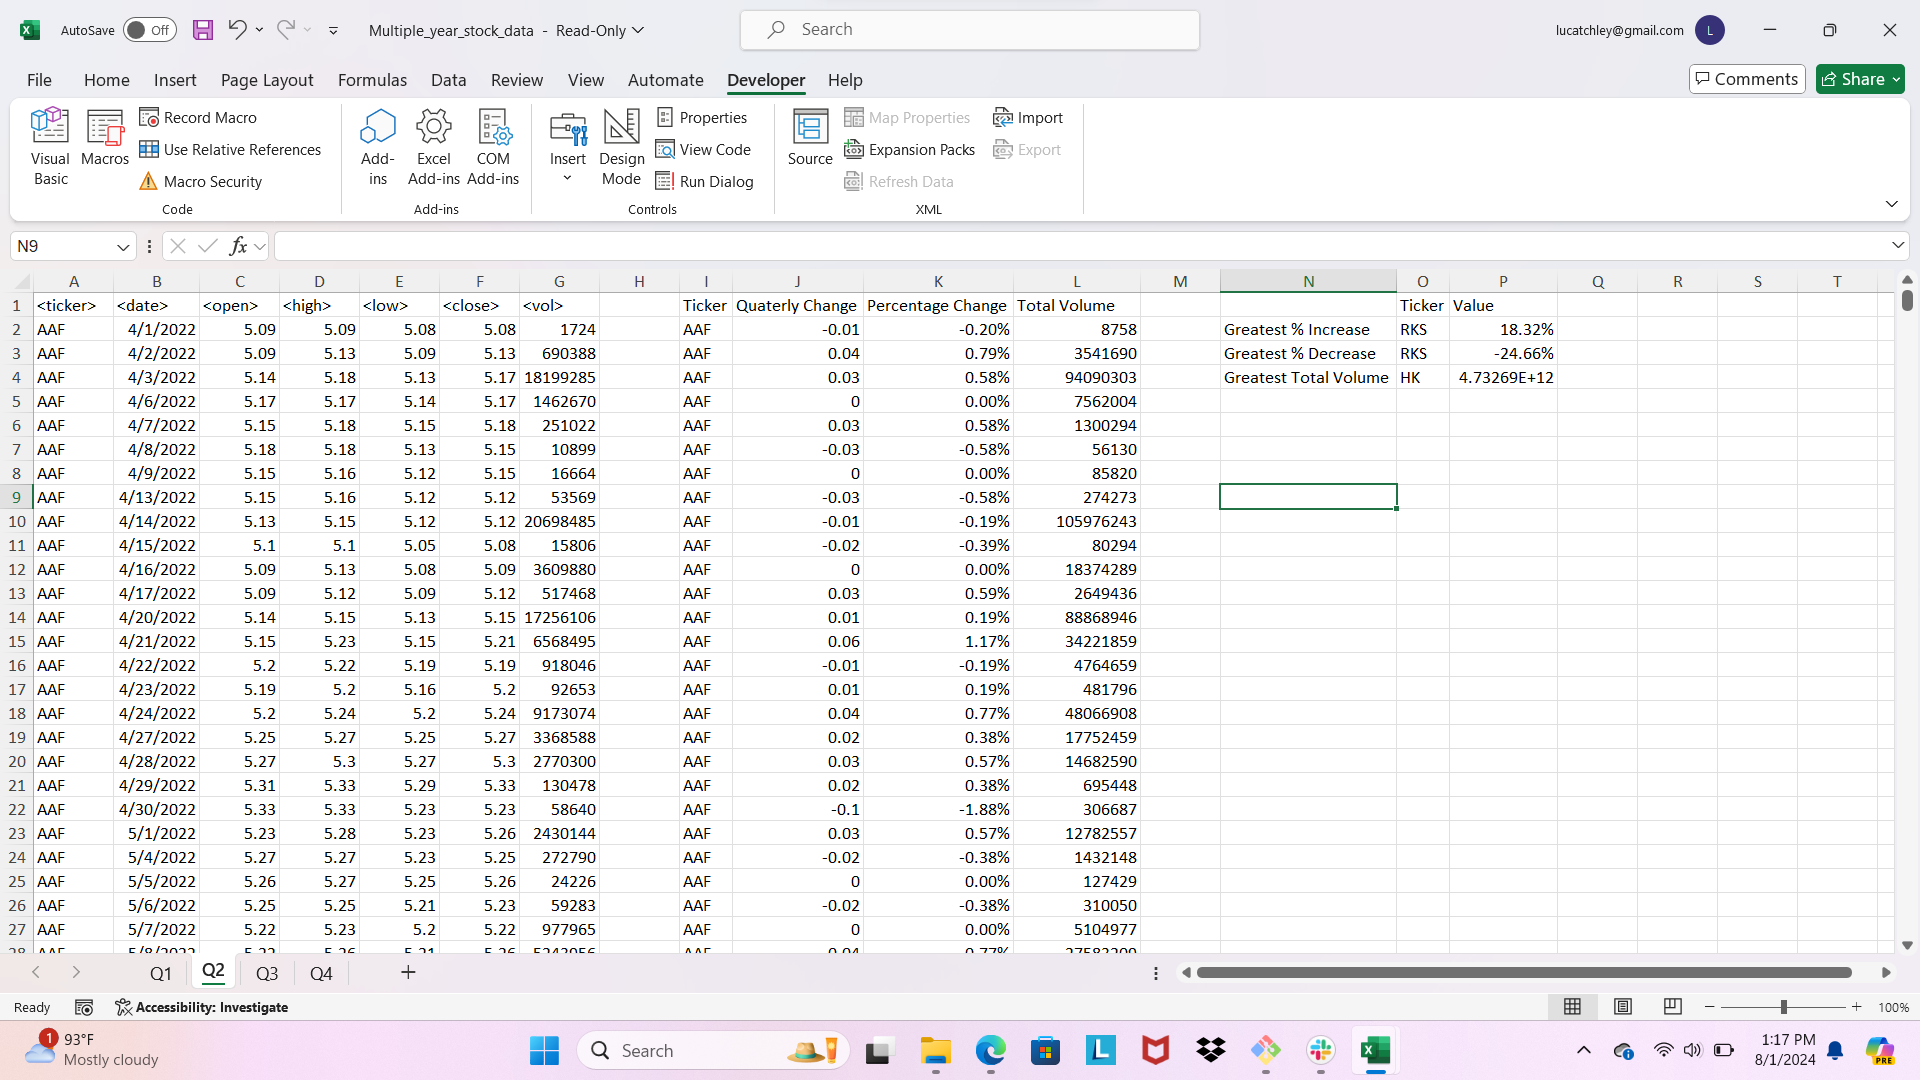 AutoSave Off Multiple_year_stock_data - Read-Only Search lucatchley@gmail.com L
File Home Insert Page Layout Formulas Data Review View Automate Developer Help Comments Share
Visual Basic Macros Record Macro Use Relative References Macro Security Code
Add-ins Excel Add-ins COM Add-ins Add-ins
Insert Design Mode Properties View Code Run Dialog Controls
Source Map Properties Expansion Packs Refresh Data Import Export XML
N9 fx
A B C D E F G H I J K L M N O P Q R S T
1 <ticker> <date> <open> <high> <low> <close> <vol> Ticker Quaterly Change Percentage Change Total Volume Ticker Value
2 AAF 4/1/2022 5.09 5.09 5.08 5.08 1724 AAF -0.01 -0.20% 8758 Greatest % Increase RKS 18.32%
3 AAF 4/2/2022 5.09 5.13 5.09 5.13 690388 AAF 0.04 0.79% 3541690 Greatest % Decrease RKS -24.66%
4 AAF 4/3/2022 5.14 5.18 5.13 5.17 18199285 AAF 0.03 0.58% 94090303 Greatest Total Volume HK 4.73269E+12
5 AAF 4/6/2022 5.17 5.17 5.14 5.17 1462670 AAF 0 0.00% 7562004
6 AAF 4/7/2022 5.15 5.18 5.15 5.18 251022 AAF 0.03 0.58% 1300294
7 AAF 4/8/2022 5.18 5.18 5.13 5.15 10899 AAF -0.03 -0.58% 56130
8 AAF 4/9/2022 5.15 5.16 5.12 5.15 16664 AAF 0 0.00% 85820
9 AAF 4/13/2022 5.15 5.16 5.12 5.12 53569 AAF -0.03 -0.58% 274273
10 AAF 4/14/2022 5.13 5.15 5.12 5.12 20698485 AAF -0.01 -0.19% 105976243
11 AAF 4/15/2022 5.1 5.1 5.05 5.08 15806 AAF -0.02 -0.39% 80294
12 AAF 4/16/2022 5.09 5.13 5.08 5.09 3609880 AAF 0 0.00% 18374289
13 AAF 4/17/2022 5.09 5.12 5.09 5.12 517468 AAF 0.03 0.59% 2649436
14 AAF 4/20/2022 5.14 5.15 5.13 5.15 17256106 AAF 0.01 0.19% 88868946
15 AAF 4/21/2022 5.15 5.23 5.15 5.21 6568495 AAF 0.06 1.17% 34221859
16 AAF 4/22/2022 5.2 5.22 5.19 5.19 918046 AAF -0.01 -0.19% 4764659
17 AAF 4/23/2022 5.19 5.2 5.16 5.2 92653 AAF 0.01 0.19% 481796
18 AAF 4/24/2022 5.2 5.24 5.2 5.24 9173074 AAF 0.04 0.77% 48066908
19 AAF 4/27/2022 5.25 5.27 5.25 5.27 3368588 AAF 0.02 0.38% 17752459
20 AAF 4/28/2022 5.27 5.3 5.27 5.3 2770300 AAF 0.03 0.57% 14682590
21 AAF 4/29/2022 5.31 5.33 5.29 5.33 130478 AAF 0.02 0.38% 695448
22 AAF 4/30/2022 5.33 5.33 5.23 5.23 58640 AAF -0.1 -1.88% 306687
23 AAF 5/1/2022 5.23 5.28 5.23 5.26 2430144 AAF 0.03 0.57% 12782557
24 AAF 5/4/2022 5.27 5.27 5.23 5.25 272790 AAF -0.02 -0.38% 1432148
25 AAF 5/5/2022 5.26 5.27 5.25 5.26 24226 AAF 0 0.00% 127429
26 AAF 5/6/2022 5.25 5.25 5.21 5.23 59283 AAF -0.02 -0.38% 310050
27 AAF 5/7/2022 5.22 5.23 5.2 5.22 977965 AAF 0 0.00% 5104977
Q1 Q2 Q3 Q4
Ready Accessibility: Investigate 100%
1 93°F Mostly cloudy Search L PRE 1:17 PM 8/1/2024